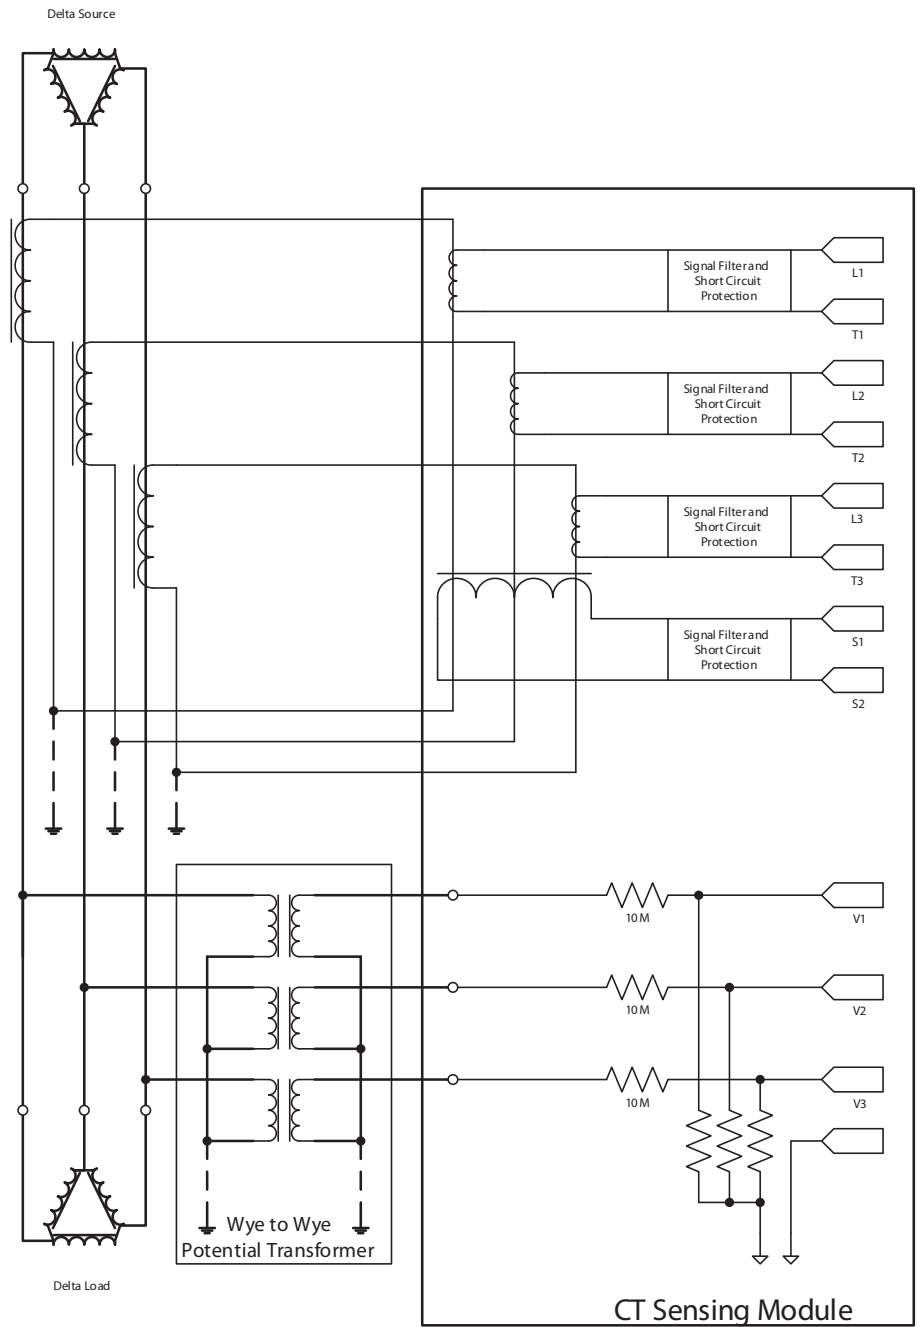 Delta Source
Signal Filter and
Short Circuit
Protection
L1
T1
Signal Filter and
Short Circuit
Protection
L2
T2
Signal Filter and
Short Circuit
Protection
L3
T3
Signal Filter and
Short Circuit
Protection
S1
S2
10 M
V1
10 M
V2
10 M
V3
Wye to Wye
Potential Transformer
Delta Load
CT Sensing Module